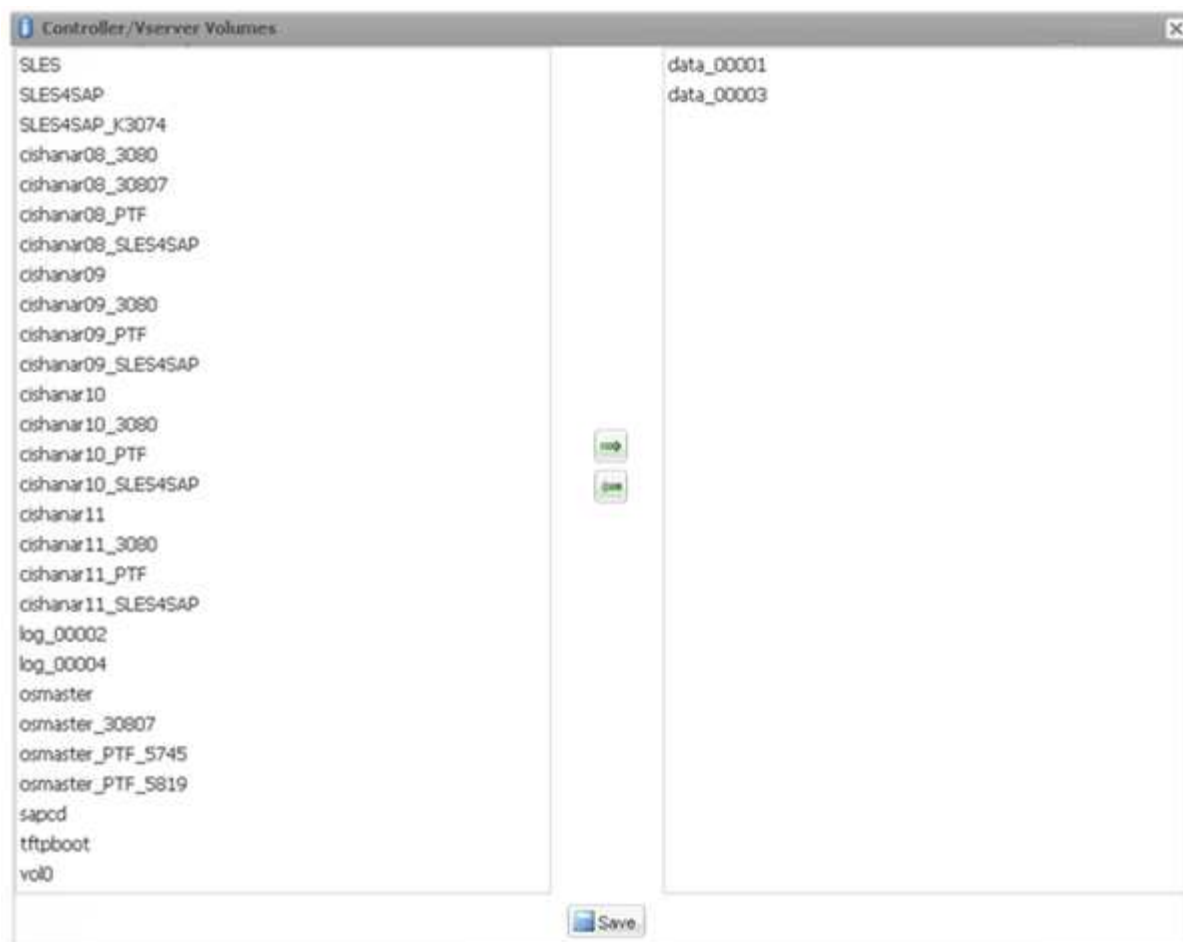 Controller/Vserver Volumes
SLES
SLES4SAP
SLES4SAP_K3074
cishanar08_3080
cishanar08_30807
cishanar08_PTF
cishanar08_SLES4SAP
cishanar09
cishanar09_3080
cishanar09_PTF
cishanar09_SLES4SAP
cishanar10
cishanar10_3080
cishanar10_PTF
cishanar10_SLES4SAP
cishanar11
cishanar11_3080
cishanar11_PTF
cishanar11_SLES4SAP
log_00002
log_00004
osmaster
osmaster_30807
osmaster_PTF_5745
osmaster_PTF_5819
sapcd
tftpboot
vol0
data_00001
data_00003
Save